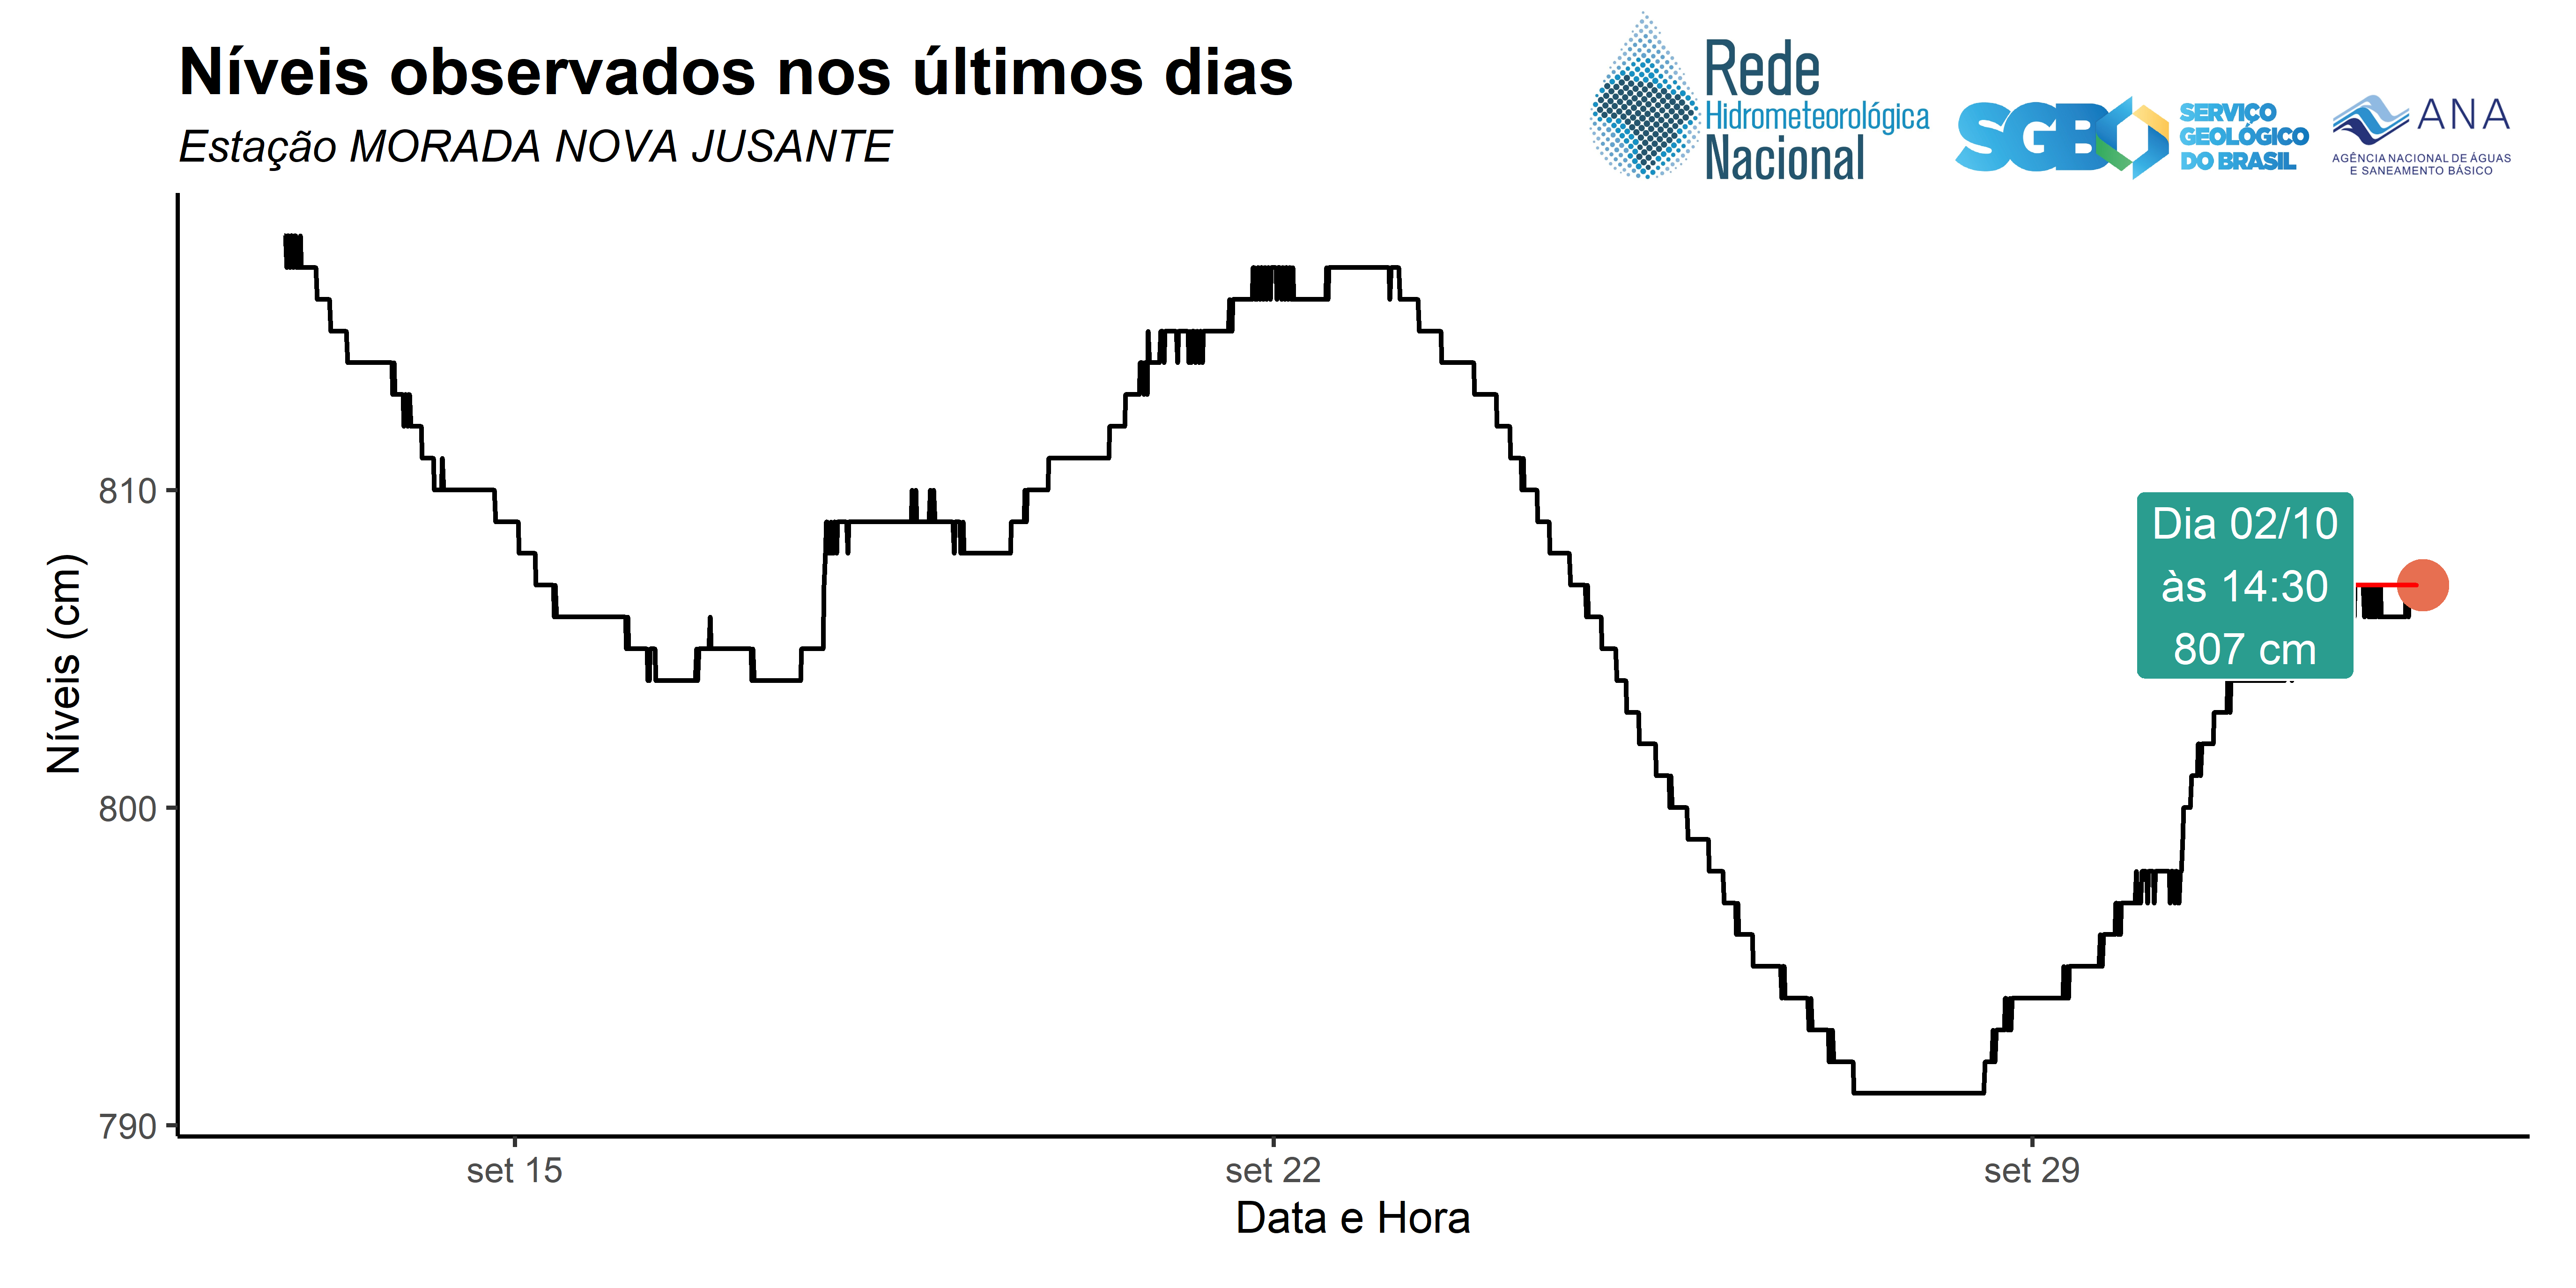 Níveis observados nos últimos dias
Estação MORADA NOVA JUSANTE
Rede
Hidrometeorológica
Nacional
SGB
SERVIÇO
GEOLÓGICO
DO BRASIL
ANA
AGÊNCIA NACIONAL DE ÁGUAS
E SANEAMENTO BÁSICO
Níveis (cm)
810
800
790
Dia 02/10
às 14:30
807 cm
set 15
set 22
set 29
Data e Hora